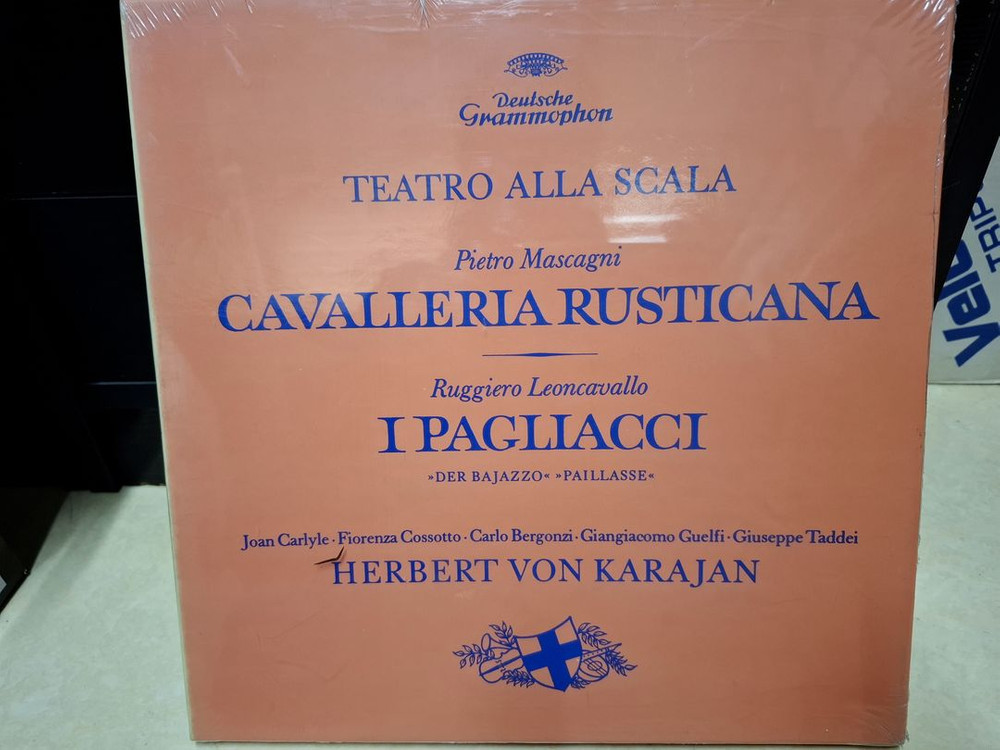 Deutsche
Grammophon
TEATRO ALLA SCALA
Pietro Mascagni
CAVALLERIA RUSTICANA
Ruggiero Leoncavallo
I PAGLIACCI
»DER BAJAZZO« »PAILLASSE«
Joan Carlyle · Fiorenza Cossotto · Carlo Bergonzi · Giangiacomo Guelfi · Giuseppe Taddei
HERBERT VON KARAJAN